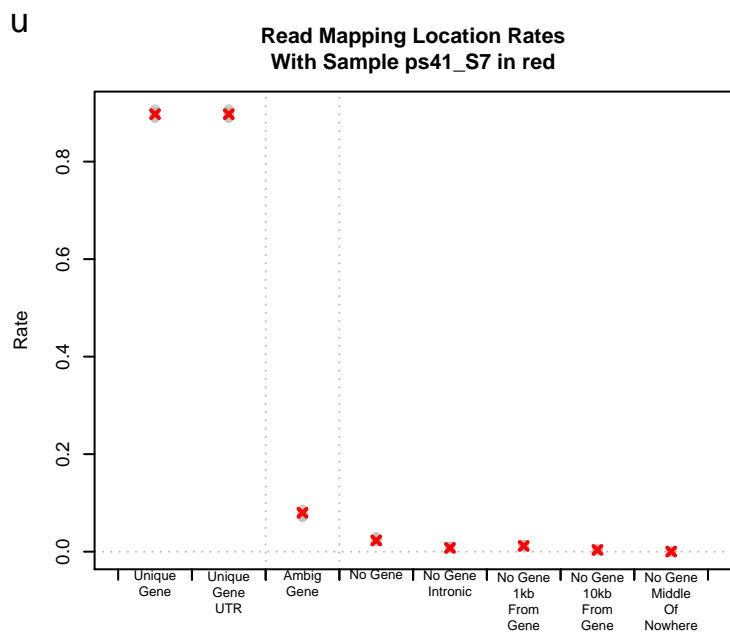 u
Read Mapping Location Rates
With Sample ps41_S7 in red
Rate
0.8
0.6
0.4
0.2
0.0
Unique
Gene
Unique
Gene
UTR
Ambig
Gene
No Gene
No Gene
Intronic
No Gene
1kb
From
Gene
No Gene
10kb
From
Gene
No Gene
Middle
Of
Nowhere